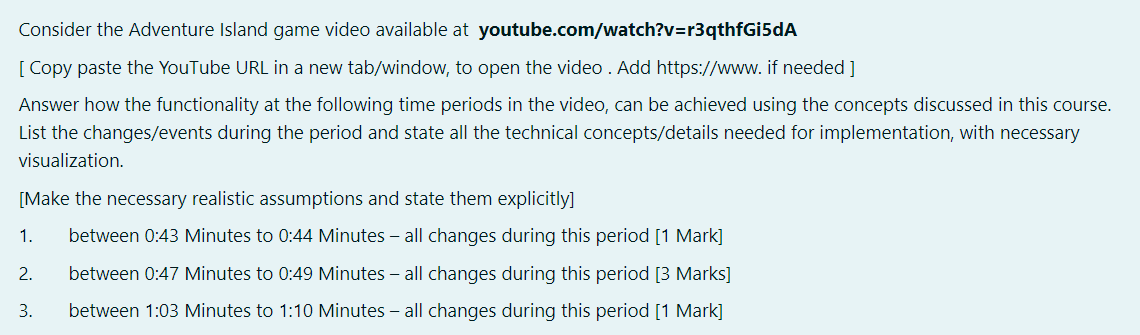 Consider the Adventure Island game video available at youtube.com/watch?v=r3qthfGi5dA
[ Copy paste the YouTube URL in a new tab/window, to open the video . Add https://www. if needed ]
Answer how the functionality at the following time periods in the video, can be achieved using the concepts discussed in this course.
List the changes/events during the period and state all the technical concepts/details needed for implementation, with necessary
visualization.
[Make the necessary realistic assumptions and state them explicitly]
1. between 0:43 Minutes to 0:44 Minutes – all changes during this period [1 Mark]
2. between 0:47 Minutes to 0:49 Minutes – all changes during this period [3 Marks]
3. between 1:03 Minutes to 1:10 Minutes – all changes during this period [1 Mark]